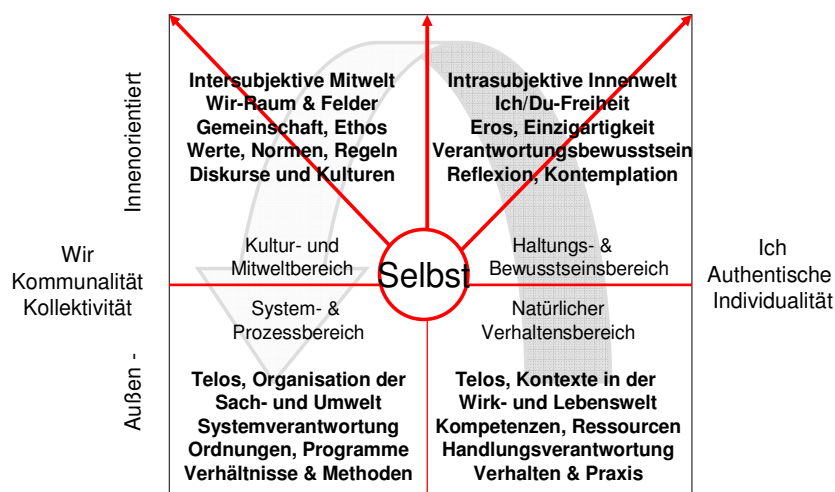 Innenorientiert
Intersubjektive Mitwelt
Wir-Raum & Felder
Gemeinschaft, Ethos
Werte, Normen, Regeln
Diskurse und Kulturen
Intrasubjektive Innenwelt
Ich/Du-Freiheit
Eros, Einzigartigkeit
Verantwortungsbewusstsein
Reflexion, Kontemplation
Wir
Kommunalität
Kollektivität
Kultur- und
Mitweltbereich
Selbst
Haltungs- &
Bewusstseinsbereich
Ich
Authentische
Individualität
System- &
Prozessbereich
Natürlicher
Verhaltensbereich
Außen -
Telos, Organisation der
Sach- und Umwelt
Systemverantwortung
Ordnungen, Programme
Verhältnisse & Methoden
Telos, Kontexte in der
Wirk- und Lebenswelt
Kompetenzen, Ressourcen
Handlungsverantwortung
Verhalten & Praxis